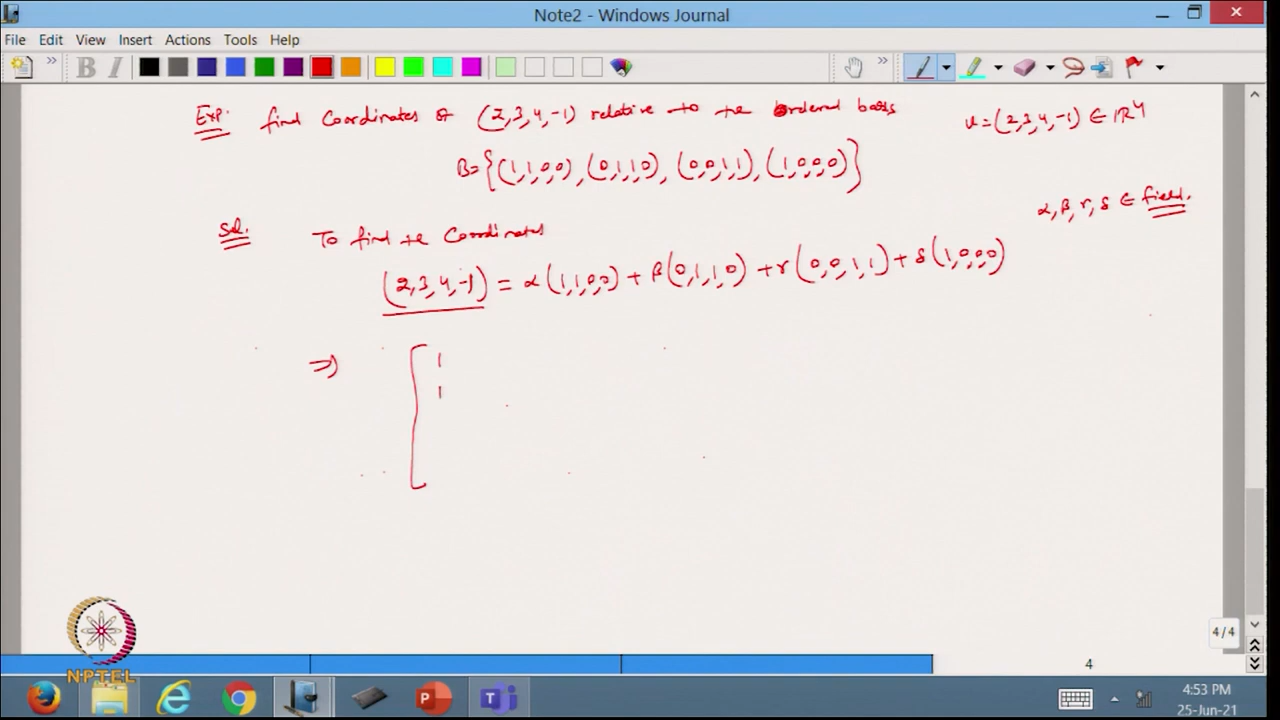 Note2 - Windows Journal
File Edit View Insert Actions Tools Help
Exp: find coordinates of (2,3,4,-1) relative to the ordered basis
u=(2,3,4,-1) ∈ IR4
B={(1,1,0,0),(0,1,1,0),(0,0,1,1),(1,0,0,0)}
α, β, r, δ ∈ field.
Sol. To find the Coordinates
(2,3,4,-1) = α(1,1,0,0) + β(0,1,1,0) + r(0,0,1,1) + δ(1,0,0,0)
⇒ [ 1
1
4/4
4
NPTEL
4:53 PM
25-Jun-21